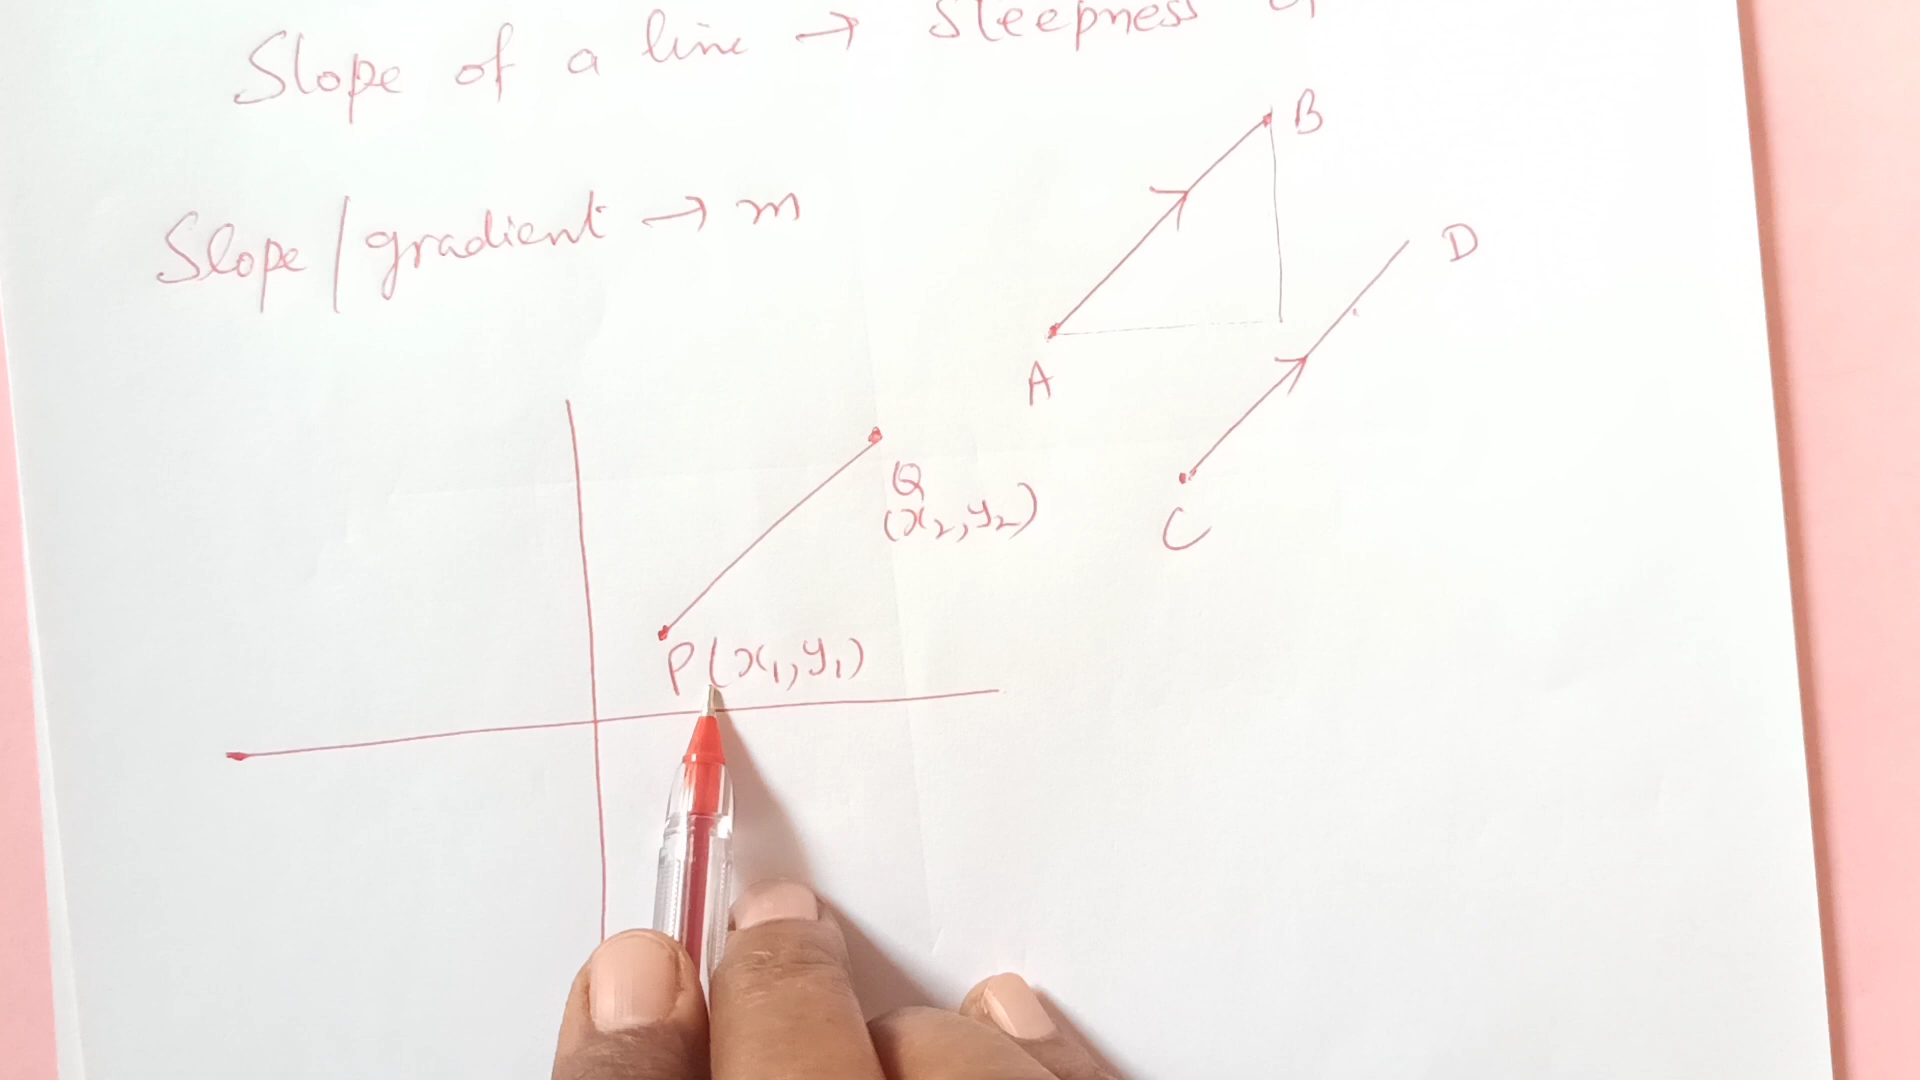 Slope of a line → Steepness
Slope / gradient → m
B
D
A
Q
(x₂, y₂)
C
P(x₁, y₁)